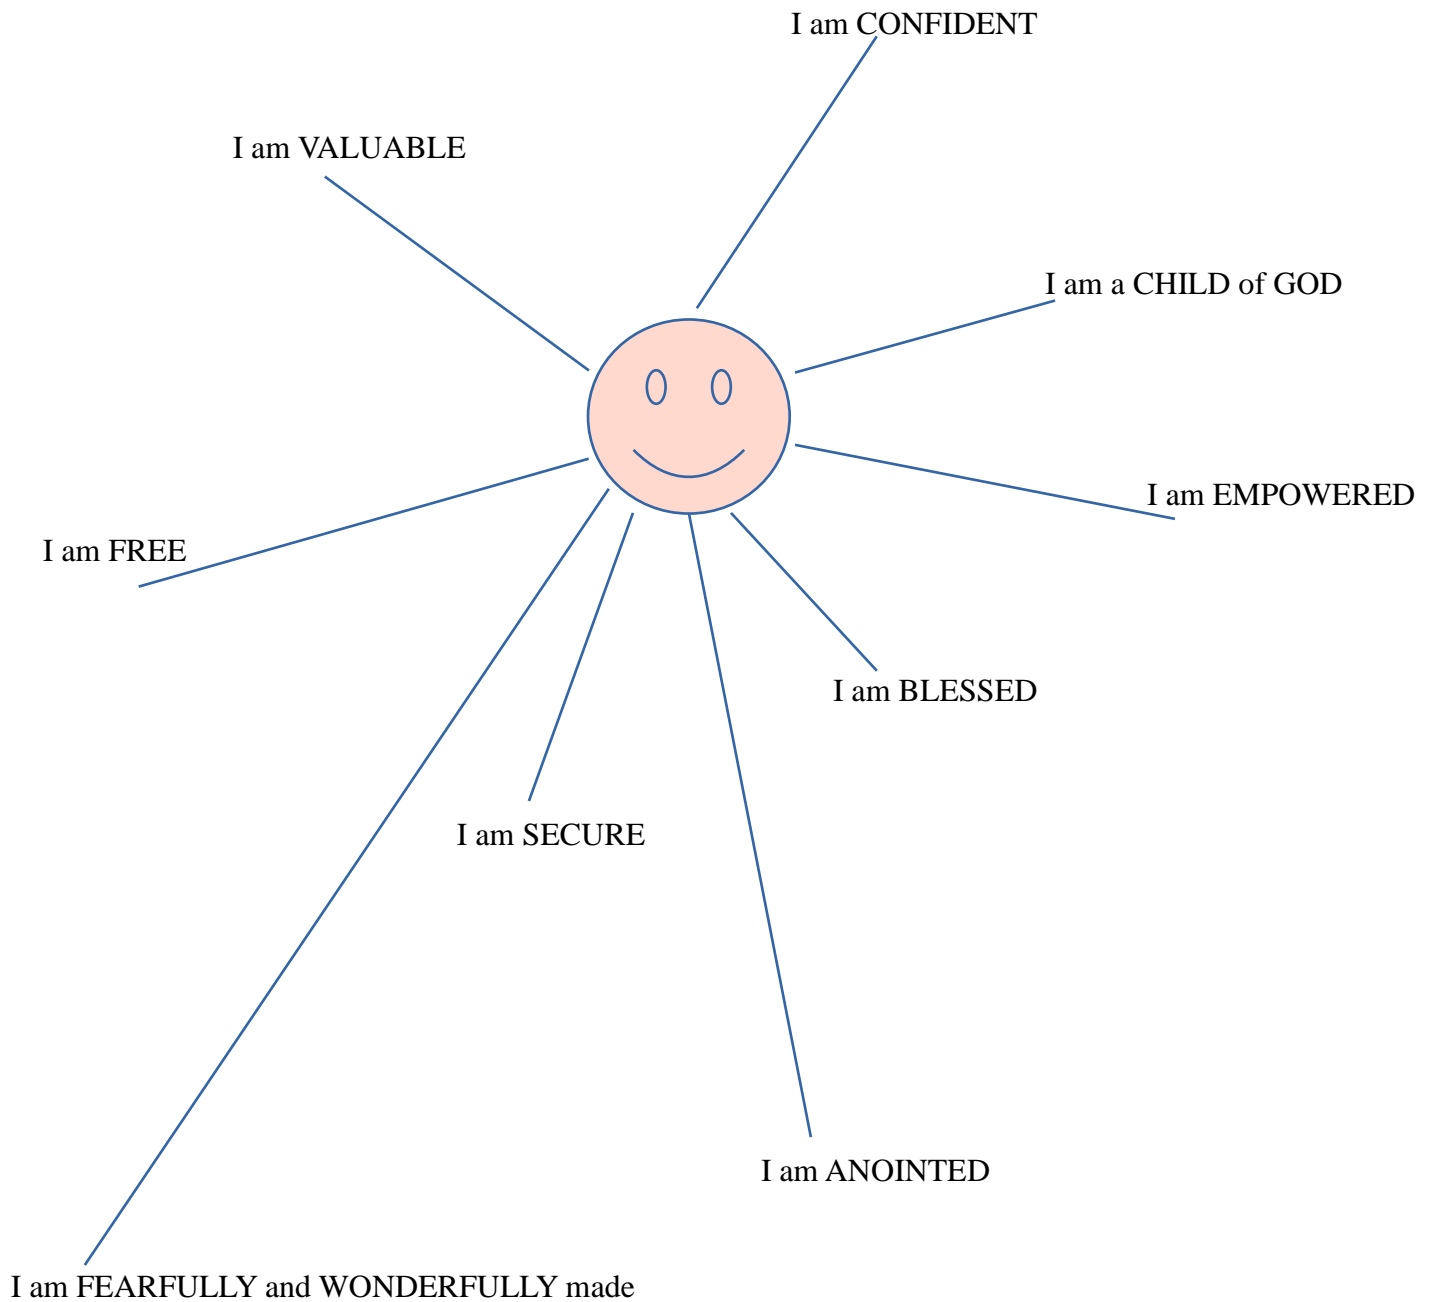 I am CONFIDENT
I am VALUABLE
I am a CHILD of GOD
I am EMPOWERED
I am FREE
I am BLESSED
I am SECURE
I am ANOINTED
I am FEARFULLY and WONDERFULLY made